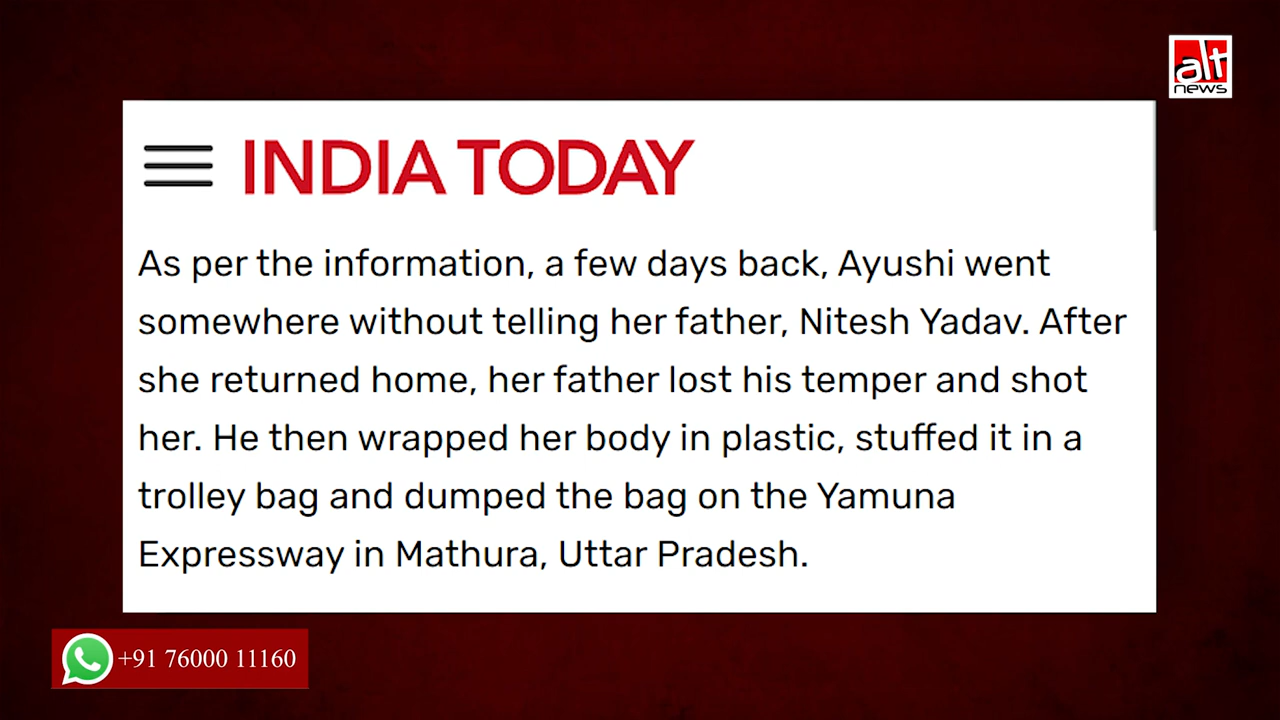 alt
news
INDIA TODAY
As per the information, a few days back, Ayushi went
somewhere without telling her father, Nitesh Yadav. After
she returned home, her father lost his temper and shot
her. He then wrapped her body in plastic, stuffed it in a
trolley bag and dumped the bag on the Yamuna
Expressway in Mathura, Uttar Pradesh.
+91 76000 11160